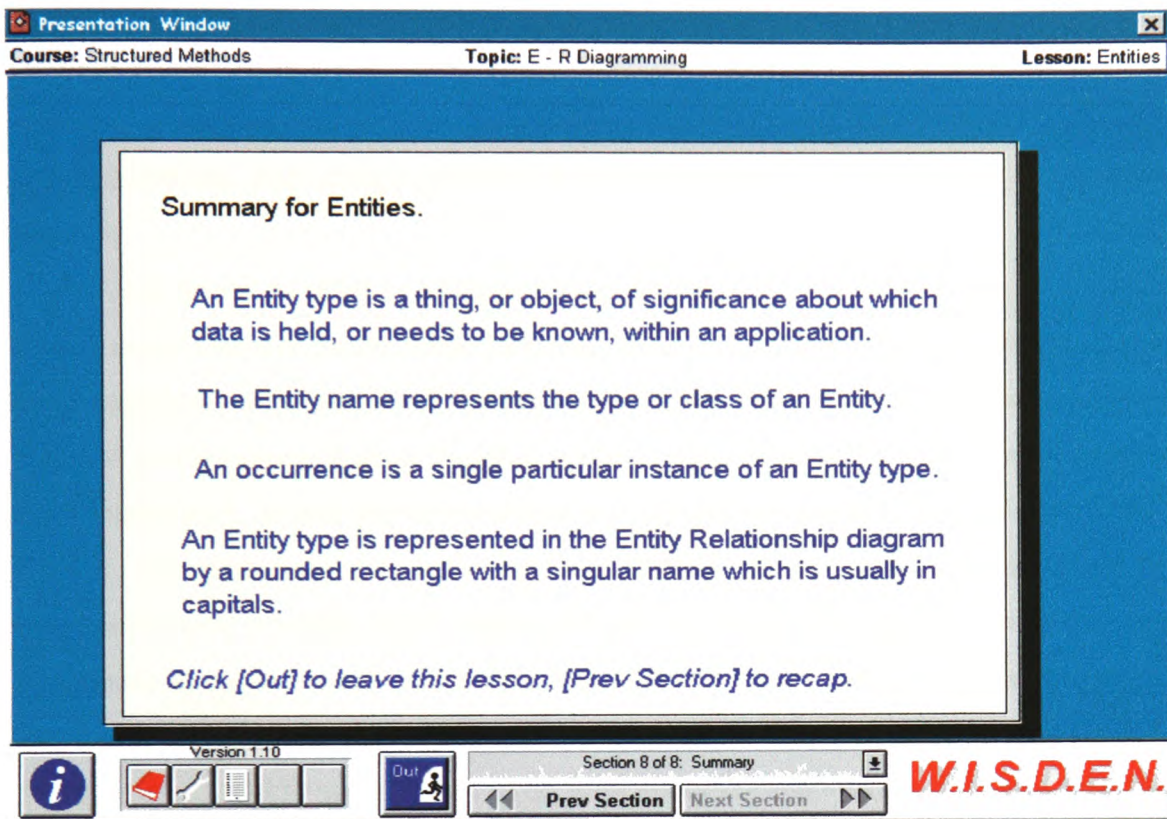 Presentation Window
Course: Structured Methods
Topic: E - R Diagramming
Lesson: Entities
Summary for Entities.
An Entity type is a thing, or object, of significance about which
data is held, or needs to be known, within an application.
The Entity name represents the type or class of an Entity.
An occurrence is a single particular instance of an Entity type.
An Entity type is represented in the Entity Relationship diagram
by a rounded rectangle with a singular name which is usually in
capitals.
Click [Out] to leave this lesson, [Prev Section] to recap.
Version 1.10
Out
Section 8 of 8: Summary
Prev Section
Next Section
W.I.S.D.E.N.